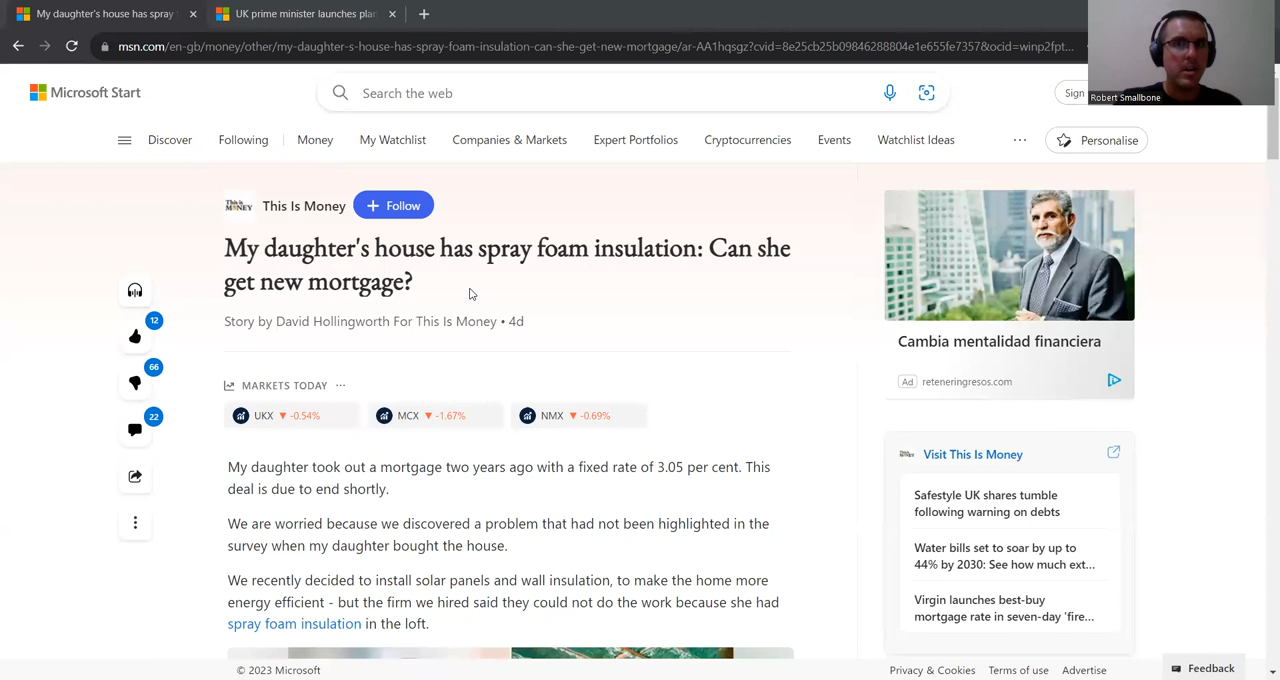 My daughter's house has spray
UK prime minister launches plan
msn.com/en-gb/money/other/my-daughter-s-house-has-spray-foam-insulation-can-she-get-new-mortgage/ar-AA1hqsgz?cvid=8e25cb25b09846288804e1e655fe7357&ocid=winp2fpt...
Robert Smallbone
Microsoft Start
Search the web
Sign
Discover
Following
Money
My Watchlist
Companies & Markets
Expert Portfolios
Cryptocurrencies
Events
Watchlist Ideas
...
Personalise
This is MONEY
This Is Money
+ Follow
My daughter's house has spray foam insulation: Can she
get new mortgage?
Story by David Hollingworth For This Is Money • 4d
12
66
22
MARKETS TODAY ...
UKX ▼ -0.54%
MCX ▼ -1.67%
NMX ▼ -0.69%
My daughter took out a mortgage two years ago with a fixed rate of 3.05 per cent. This
deal is due to end shortly.
We are worried because we discovered a problem that had not been highlighted in the
survey when my daughter bought the house.
We recently decided to install solar panels and wall insulation, to make the home more
energy efficient - but the firm we hired said they could not do the work because she had
spray foam insulation in the loft.
Cambia mentalidad financiera
Ad reteneringresos.com
Visit This Is Money
Safestyle UK shares tumble
following warning on debts
Water bills set to soar by up to
44% by 2030: See how much ext...
Virgin launches best-buy
mortgage rate in seven-day 'fire...
© 2023 Microsoft
Privacy & Cookies
Terms of use
Advertise
Feedback